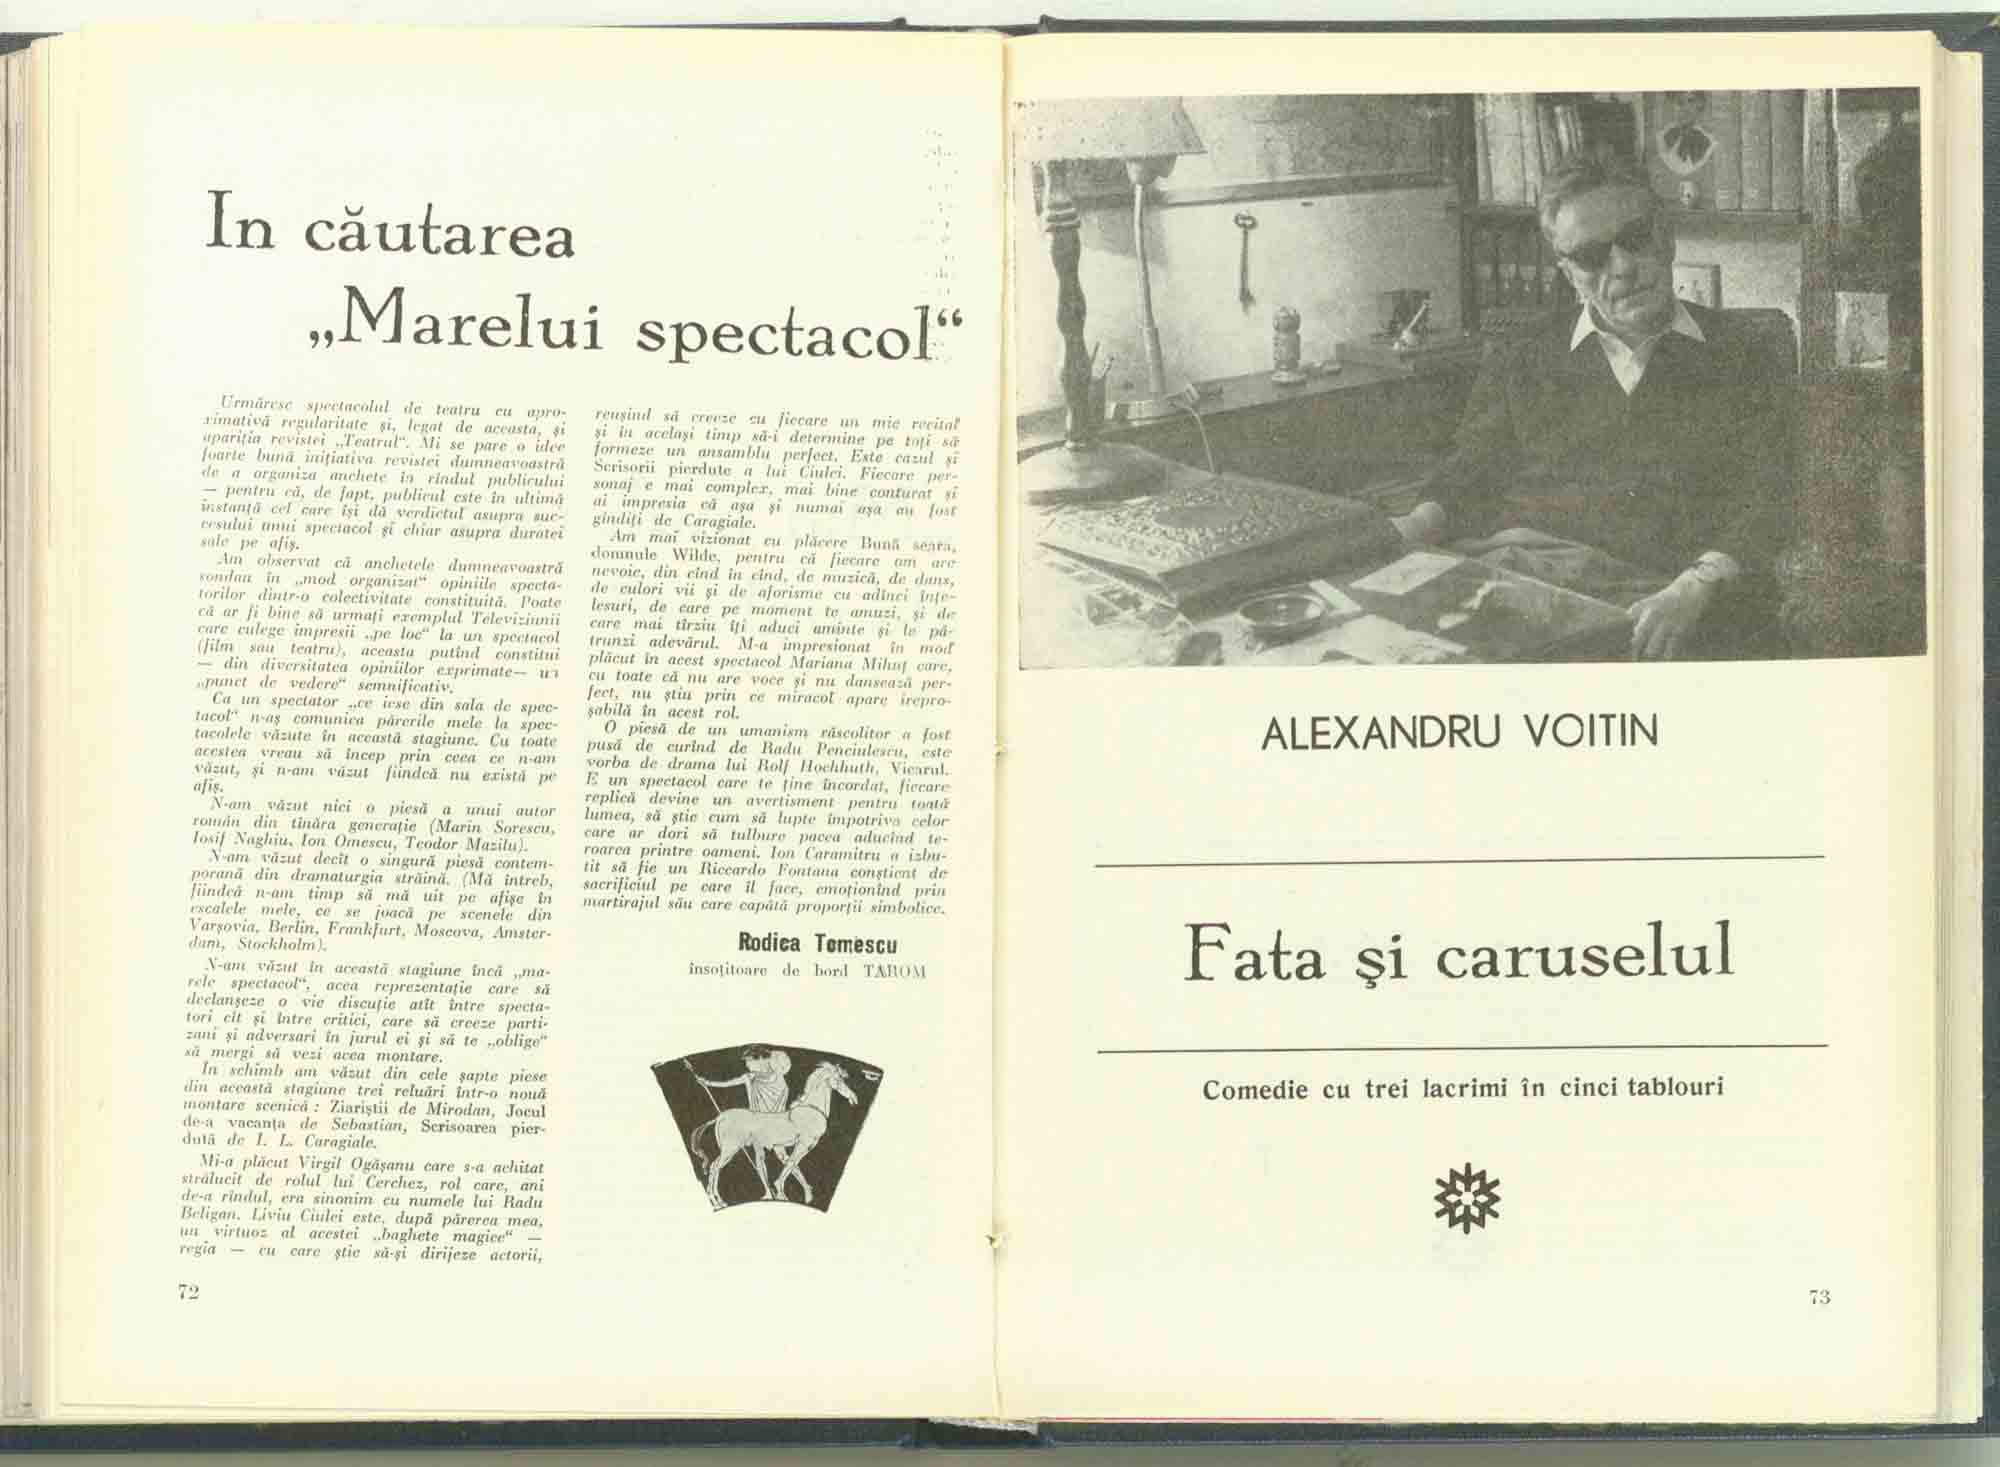 In căutarea
„Marelui spectacol“
Urmăresc spectacolul de teatru cu apro-
ximativă regularitate și, legat de aceasta, și
apariția revistei „Teatrul“. Mi se pare o idee
foarte bună inițiativa revistei dumneavoastră
de a organiza anchete în rîndul publicului
— pentru că, de fapt, publicul este în ultimă
instanță cel care își dă verdictul asupra suc-
cesului unui spectacol și chiar asupra duratei
sale pe afiș.
Am observat că anchetele dumneavoastră
sondau în „mod organizat“ opiniile specta-
torilor dintr-o colectivitate constituită. Poate
că ar fi bine să urmați exemplul Televiziunii
care culege impresii „pe loc“ la un spectacol
(film sau teatru), aceasta putînd constitui
— din diversitatea opiniilor exprimate— un
„punct de vedere“ semnificativ.
Ca un spectator „ce iese din sala de spec-
tacol“ n-aș comunica părerile mele la spec-
tacolele văzute în această stagiune. Cu toate
acestea vreau să încep prin ceea ce n-am
văzut, și n-am văzut fiindcă nu există pe
afiș.
N-am văzut nici o piesă a unui autor
român din tînăra generație (Marin Sorescu,
Iosif Naghiu, Ion Omescu, Teodor Mazilu).
N-am văzut decît o singură piesă contem-
porană din dramaturgia străină. (Mă întreb,
fiindcă n-am timp să mă uit pe afișe în
escalele mele, ce se joacă pe scenele din
Varșovia, Berlin, Frankfurt, Moscova, Amster-
dam, Stockholm).
N-am văzut în această stagiune încă „ma-
rele spectacol“, acea reprezentație care să
declanșeze o vie discuție atît între specta-
tori cît și între critici, care să creeze parti-
zani și adversari în jurul ei și să te „oblige“
să mergi să vezi acea montare.
In schimb am văzut din cele șapte piese
din această stagiune trei reluări într-o nouă
montare scenică : Ziariștii de Mirodan, Jocul
de-a vacanța de Sebastian, Scrisoarea pier-
dută de I. L. Caragiale.
Mi-a plăcut Virgil Ogășanu care s-a achitat
strălucit de rolul lui Cerchez, rol care, ani
de-a rîndul, era sinonim cu numele lui Radu
Beligan. Liviu Ciulei este, după părerea mea,
un virtuoz al acestei „baghete magice“ —
regia — cu care știe să-și dirijeze actorii,
reușind să creeze cu fiecare un mic recital
și în același timp să-i determine pe toți să
formeze un ansamblu perfect. Este cazul și
Scrisorii pierdute a lui Ciulei. Fiecare per-
sonaj e mai complex, mai bine conturat și
ai impresia că așa și numai așa au fost
gîndiți de Caragiale.
Am mai vizionat cu plăcere Bună seara,
domnule Wilde, pentru că fiecare om are
nevoie, din cînd în cînd, de muzică, de dans,
de culori vii și de aforisme cu adînci înțe-
lesuri, de care pe moment te amuzi, și de
care mai tîrziu îți aduci aminte și le pă-
trunzi adevărul. M-a impresionat în mod
plăcut în acest spectacol Mariana Mihuț care,
cu toate că nu are voce și nu dansează per-
fect, nu știu prin ce miracol apare irepro-
șabilă în acest rol.
O piesă de un umanism răscolitor a fost
pusă de curînd de Radu Penciulescu, este
vorba de drama lui Rolf Hochhuth, Vicarul.
E un spectacol care te ține încordat, fiecare
replică devine un avertisment pentru toată
lumea, să știe cum să lupte împotriva celor
care ar dori să tulbure pacea aducînd te-
roarea printre oameni. Ion Caramitru a izbu-
tit să fie un Riccardo Fontana conștient de
sacrificiul pe care îl face, emoționînd prin
martirajul său care capătă proporții simbolice.
Rodica Tomescu
însoțitoare de bord TAROM
72
ALEXANDRU VOITIN
Fata și caruselul
Comedie cu trei lacrimi în cinci tablouri
73